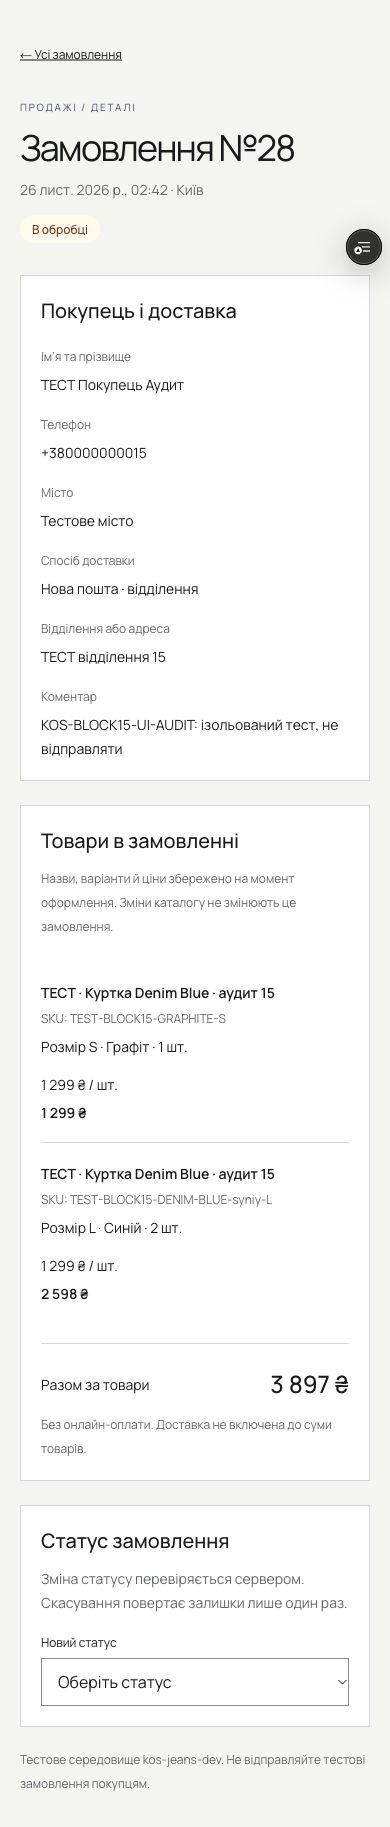 ← Усі замовлення
ПРОДАЖІ / ДЕТАЛІ
Замовлення №28
26 лист. 2026 р., 02:42 · Київ
В обробці
Покупець і доставка
Ім’я та прізвище
ТЕСТ Покупець Аудит
Телефон
+380000000015
Місто
Тестове місто
Спосіб доставки
Нова пошта · відділення
Відділення або адреса
ТЕСТ відділення 15
Коментар
KOS-BLOCK15-UI-AUDIT: ізольований тест, не
відправляти
Товари в замовленні
Назви, варіанти й ціни збережено на момент
оформлення. Зміни каталогу не змінюють це
замовлення.
ТЕСТ · Куртка Denim Blue · аудит 15
SKU: TEST-BLOCK15-GRAPHITE-S
Розмір S · Графіт · 1 шт.
1 299 ₴ / шт.
1 299 ₴
ТЕСТ · Куртка Denim Blue · аудит 15
SKU: TEST-BLOCK15-DENIM-BLUE-syniy-L
Розмір L · Синій · 2 шт.
1 299 ₴ / шт.
2 598 ₴
Разом за товари
3 897 ₴
Без онлайн-оплати. Доставка не включена до суми
товарів.
Статус замовлення
Зміна статусу перевіряється сервером.
Скасування повертає залишки лише один раз.
Новий статус
Оберіть статус
Тестове середовище kos-jeans-dev. Не відправляйте тестові
замовлення покупцям.